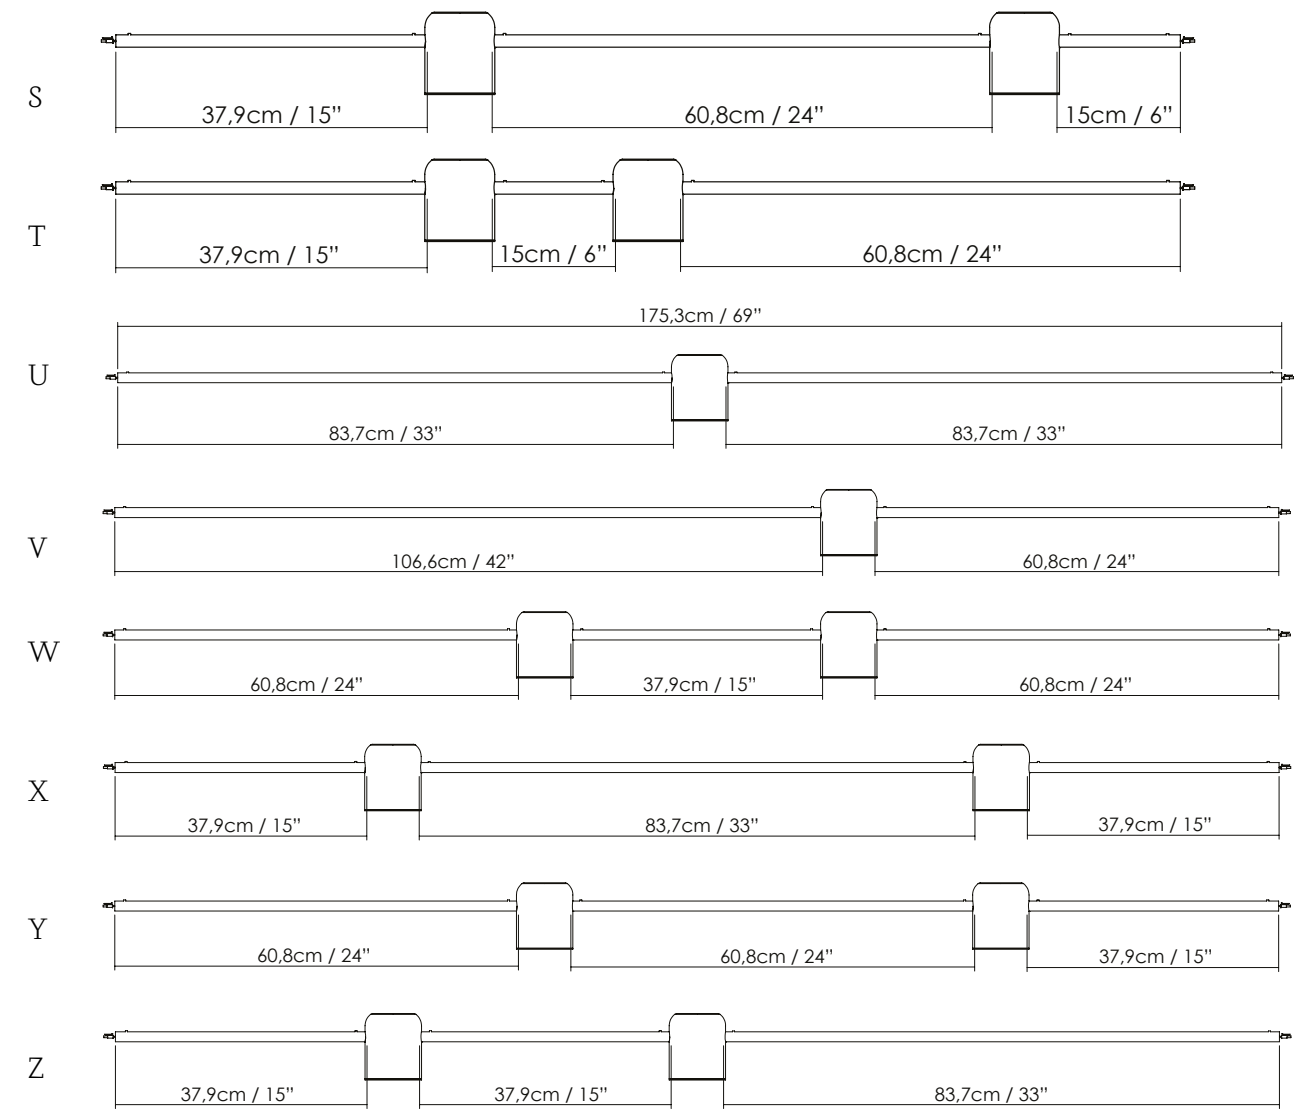 S
37,9cm / 15”
60,8cm / 24”
15cm / 6”
T
37,9cm / 15”
15cm / 6”
60,8cm / 24”
175,3cm / 69”
U
83,7cm / 33”
83,7cm / 33”
V
106,6cm / 42”
60,8cm / 24”
W
60,8cm / 24”
37,9cm / 15”
60,8cm / 24”
X
37,9cm / 15”
83,7cm / 33”
37,9cm / 15”
Y
60,8cm / 24”
60,8cm / 24”
37,9cm / 15”
Z
37,9cm / 15”
37,9cm / 15”
83,7cm / 33”